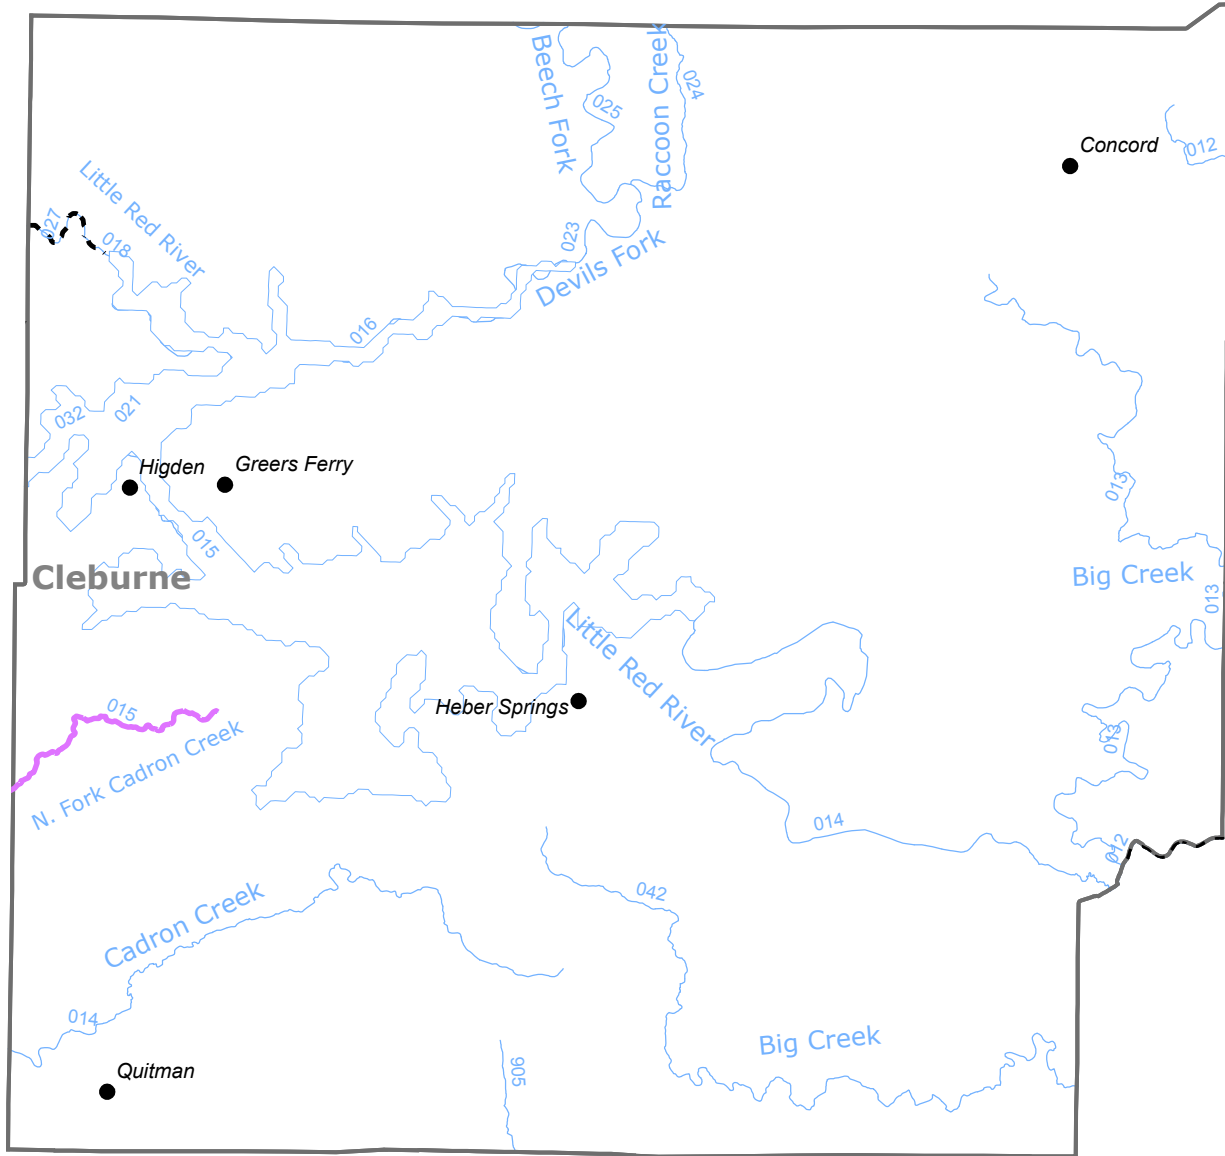 Beech Fork
025
Raccoon Creek
024
Concord
012
Little Red River
027
018
023
Devils Fork
016
032
021
Higden
Greers Ferry
013
015
Cleburne
Big Creek
013
Little Red River
Heber Springs
015
N. Fork Cadron Creek
013
014
012
042
Cadron Creek
014
Big Creek
905
Quitman